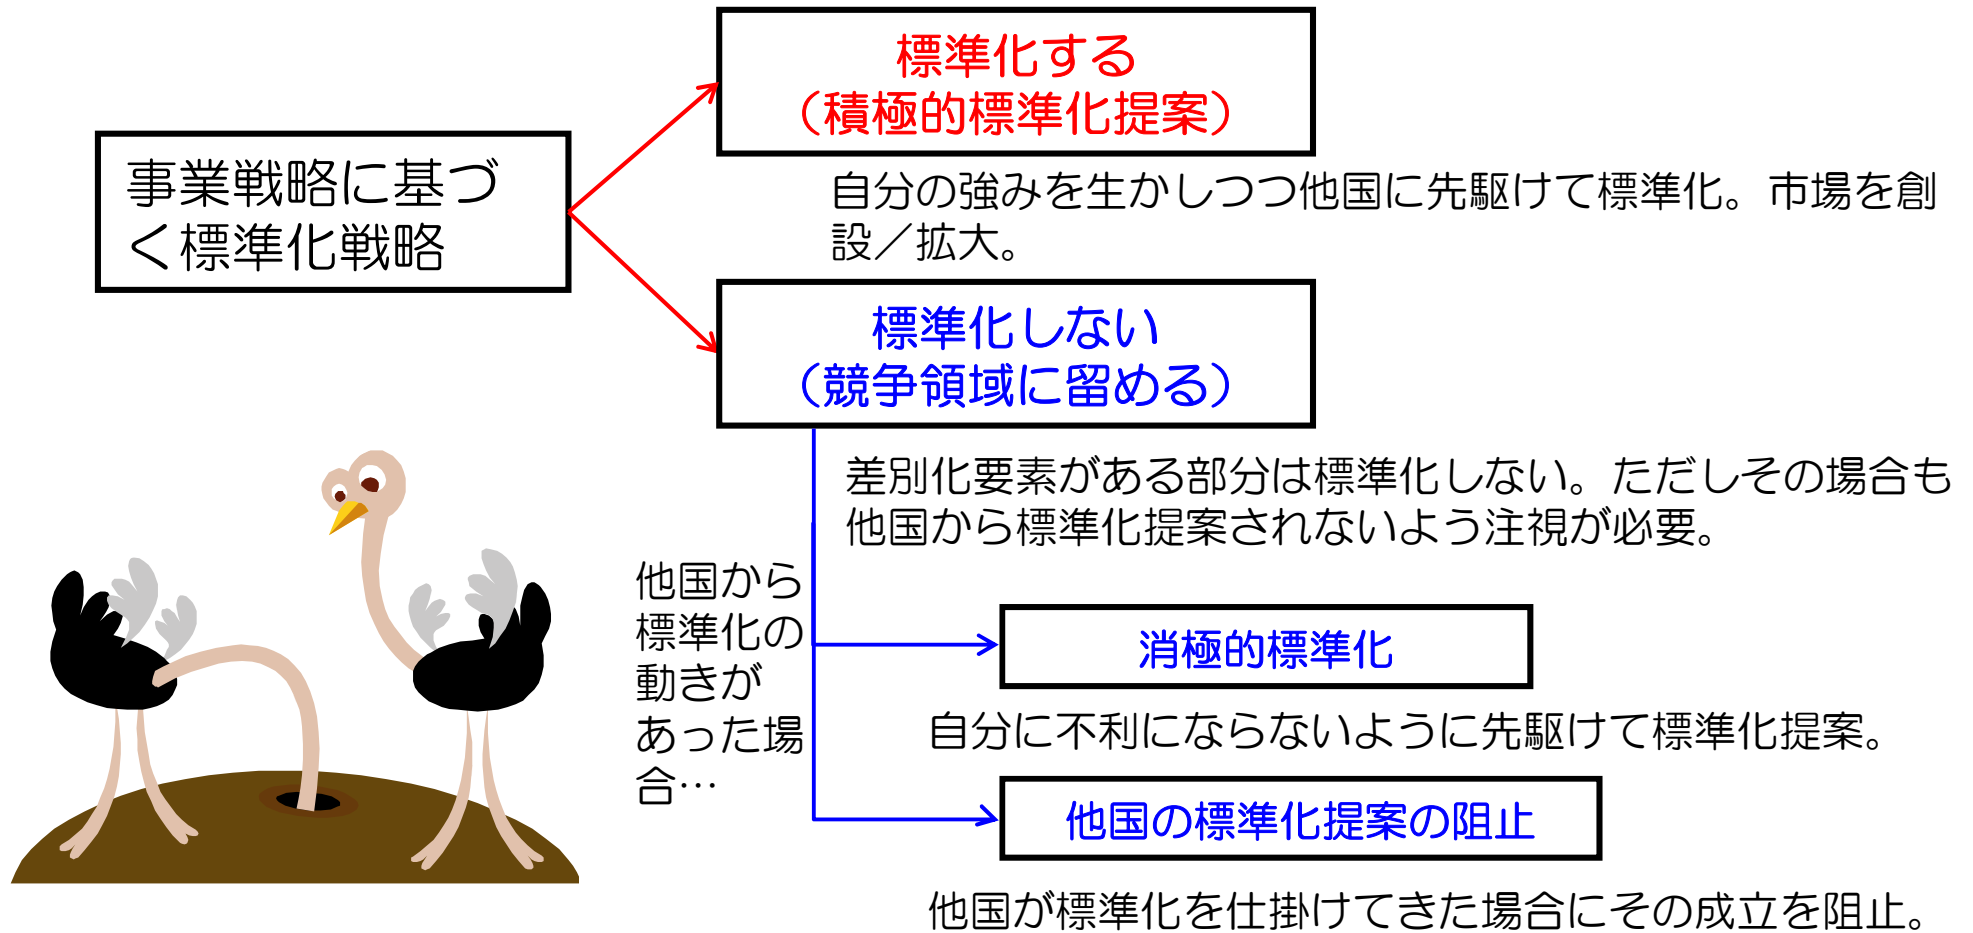 標準化する
（積極的標準化提案）
事業戦略に基づ
く標準化戦略
自分の強みを生かしつつ他国に先駆けて標準化。市場を創
設／拡大。
標準化しない
（競争領域に留める）
差別化要素がある部分は標準化しない。ただしその場合も
他国から標準化提案されないよう注視が必要。
他国から
標準化の
動きが
あった場
合…
消極的標準化
自分に不利にならないように先駆けて標準化提案。
他国の標準化提案の阻止
他国が標準化を仕掛けてきた場合にその成立を阻止。